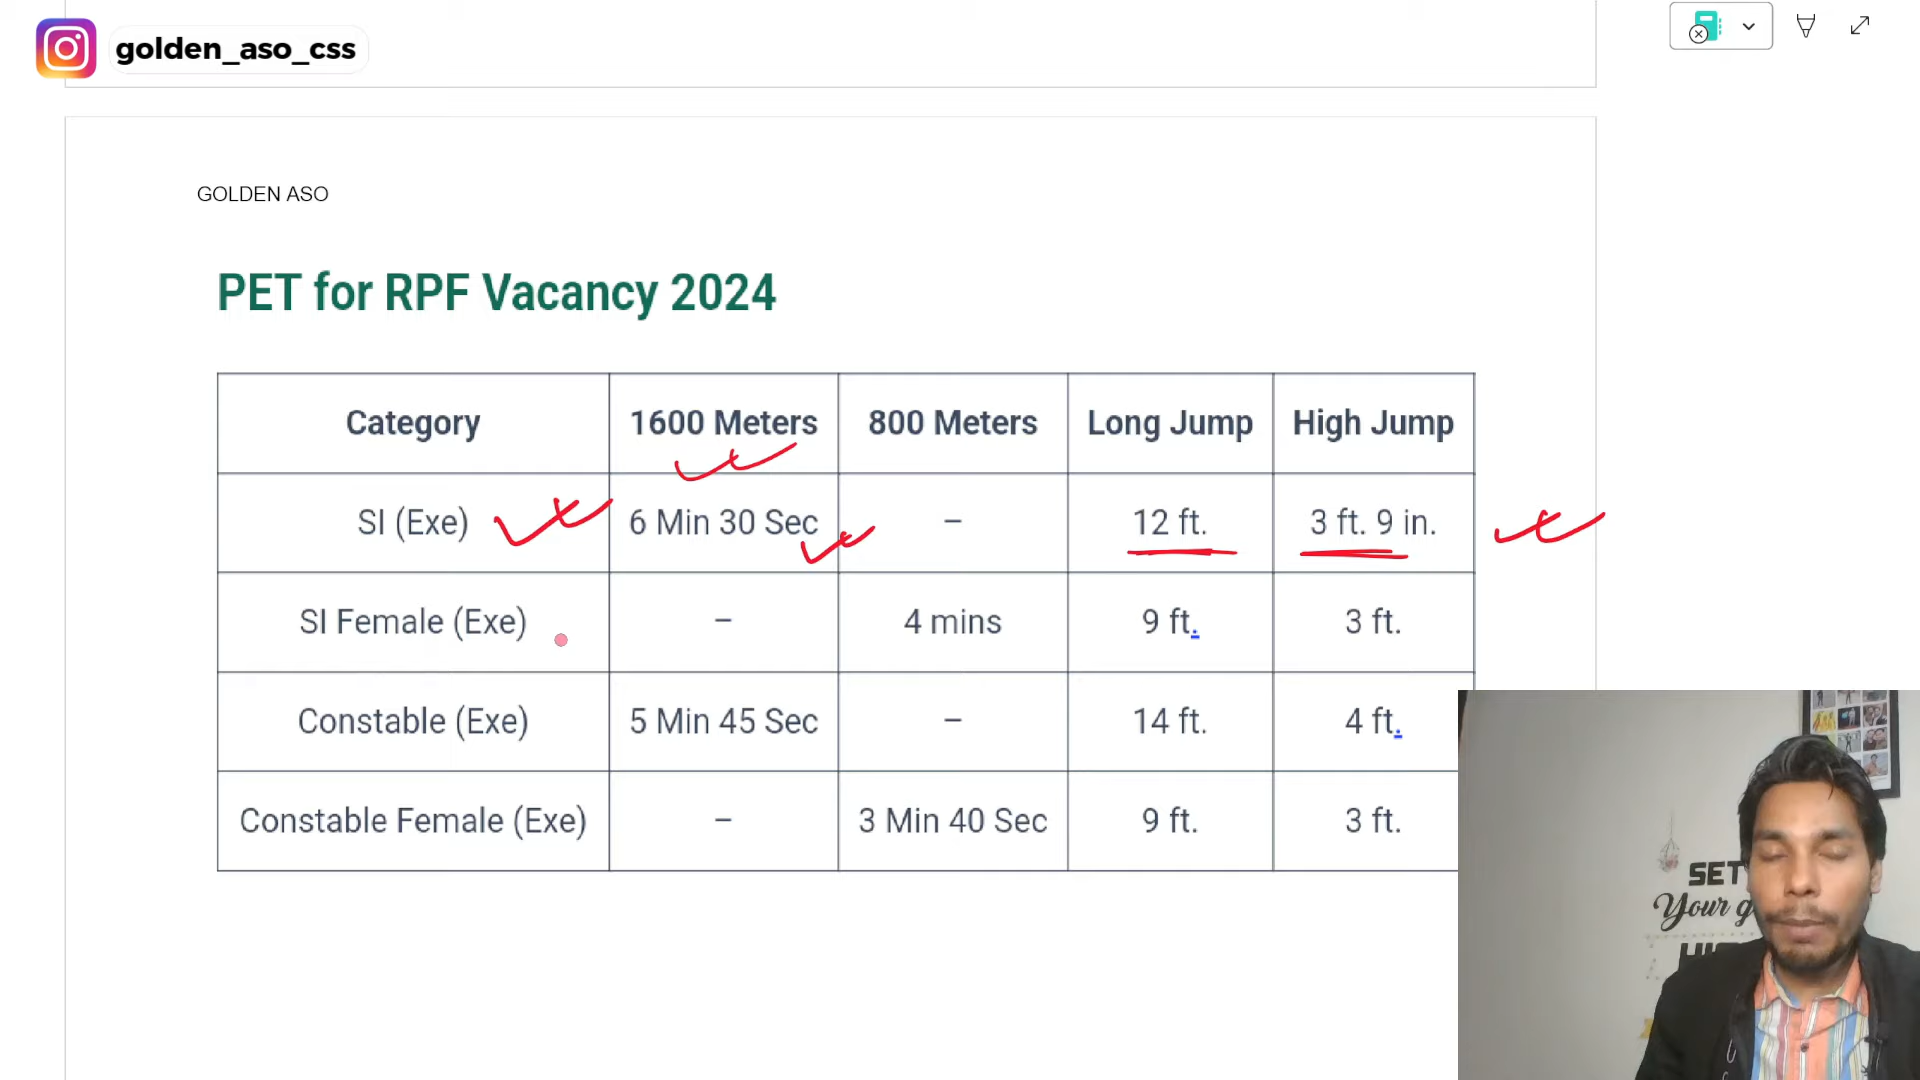 golden_aso_css
GOLDEN ASO
PET for RPF Vacancy 2024
Category 1600 Meters 800 Meters Long Jump High Jump
SI (Exe) 6 Min 30 Sec – 12 ft. 3 ft. 9 in.
SI Female (Exe) – 4 mins 9 ft. 3 ft.
Constable (Exe) 5 Min 45 Sec – 14 ft. 4 ft.
Constable Female (Exe) – 3 Min 40 Sec 9 ft. 3 ft.
SET
Your g